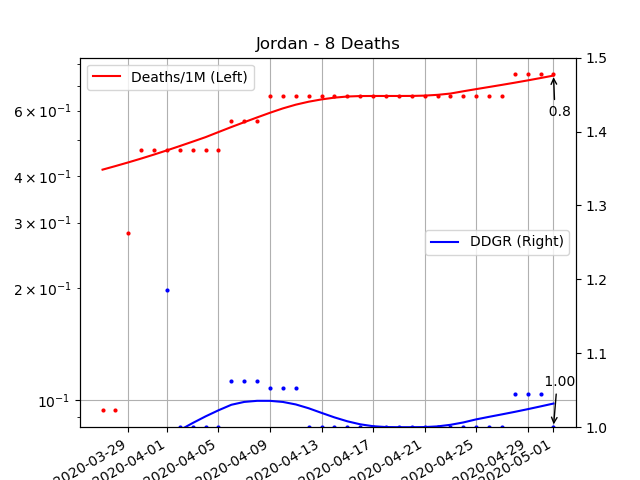 Jordan - 8 Deaths
Deaths/1M (Left)
DDGR (Right)
0.8
1.00
6 × 10⁻¹
4 × 10⁻¹
3 × 10⁻¹
2 × 10⁻¹
10⁻¹
1.5
1.4
1.3
1.2
1.1
1.0
2020-03-29
2020-04-01
2020-04-05
2020-04-09
2020-04-13
2020-04-17
2020-04-21
2020-04-25
2020-04-29
2020-05-01